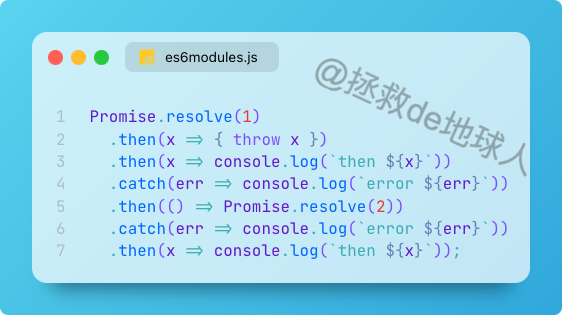 JS es6modules.js
@拯救de地球人
1 Promise.resolve(1)
2 .then(x => { throw x })
3 .then(x => console.log(`then ${x}`))
4 .catch(err => console.log(`error ${err}`))
5 .then(() => Promise.resolve(2))
6 .catch(err => console.log(`error ${err}`))
7 .then(x => console.log(`then ${x}`));